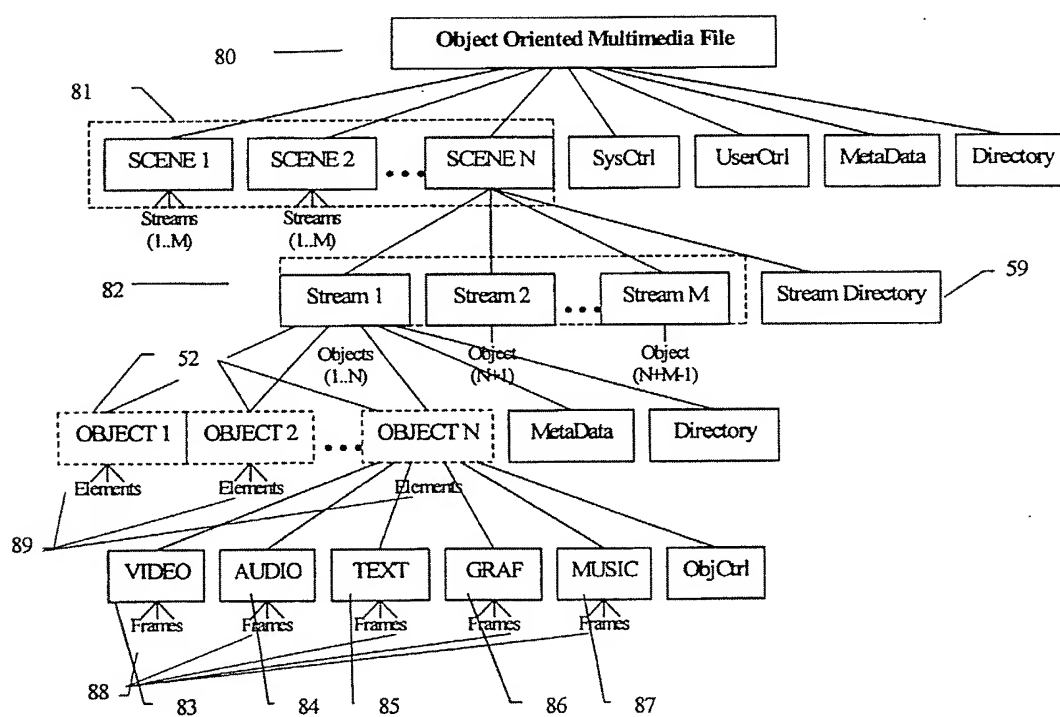 80
Object Oriented Multimedia File
81
SCENE 1
SCENE 2
SCENE N
SysCtrl
UserCtrl
MetaData
Directory
Streams
(1..M)
Streams
(1..M)
59
82
Stream 1
Stream 2
Stream M
Stream Directory
52
Objects
(1..N)
Object
(N+1)
Object
(N+M-1)
OBJECT 1
OBJECT 2
OBJECT N
MetaData
Directory
Elements
Elements
Elements
89
VIDEO
AUDIO
TEXT
GRAF
MUSIC
ObjCtrl
Frames
Frames
Frames
Frames
Frames
88
83
84
85
86
87